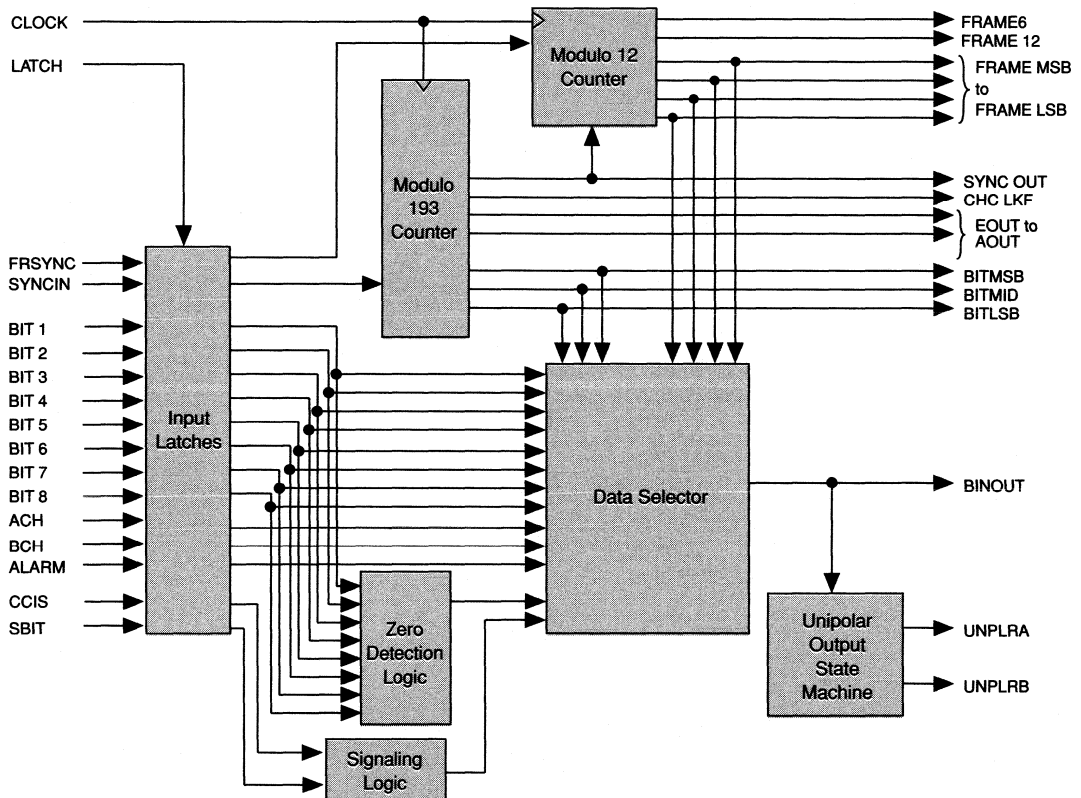 CLOCK
LATCH
FRSYNC
SYNCIN
BIT 1
BIT 2
BIT 3
BIT 4
BIT 5
BIT 6
BIT 7
BIT 8
ACH
BCH
ALARM
CCIS
SBIT
Input
Latches
Modulo
193
Counter
Modulo 12
Counter
Zero
Detection
Logic
Signaling
Logic
Data Selector
Unipolar
Output
State
Machine
FRAME6
FRAME 12
FRAME MSB
to
FRAME LSB
SYNC OUT
CHC LKF
EOUT to
AOUT
BITMSB
BITMID
BITLSB
BINOUT
UNPLRA
UNPLRB